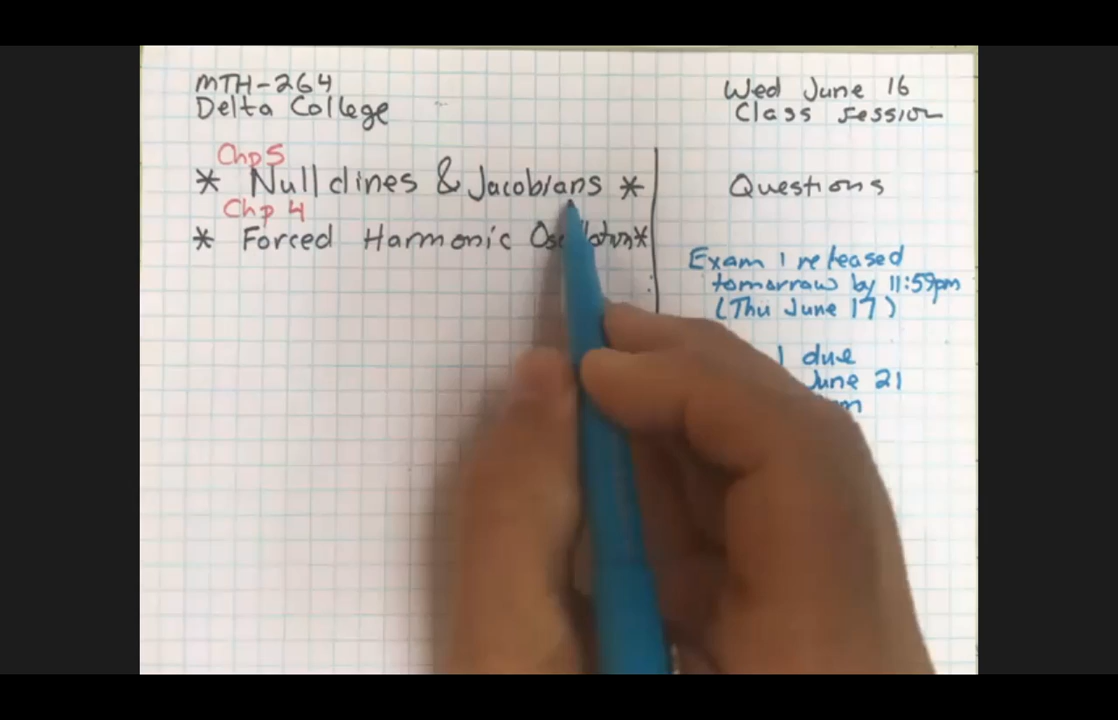 MTH-264
Delta College
Wed June 16
Class session
Chp 5
* Nullclines & Jacobians *
Chp 4
* Forced Harmonic *
Questions
Exam 1 released
tomorrow by 11:59pm
(Thu June 17)
1 due
June 21